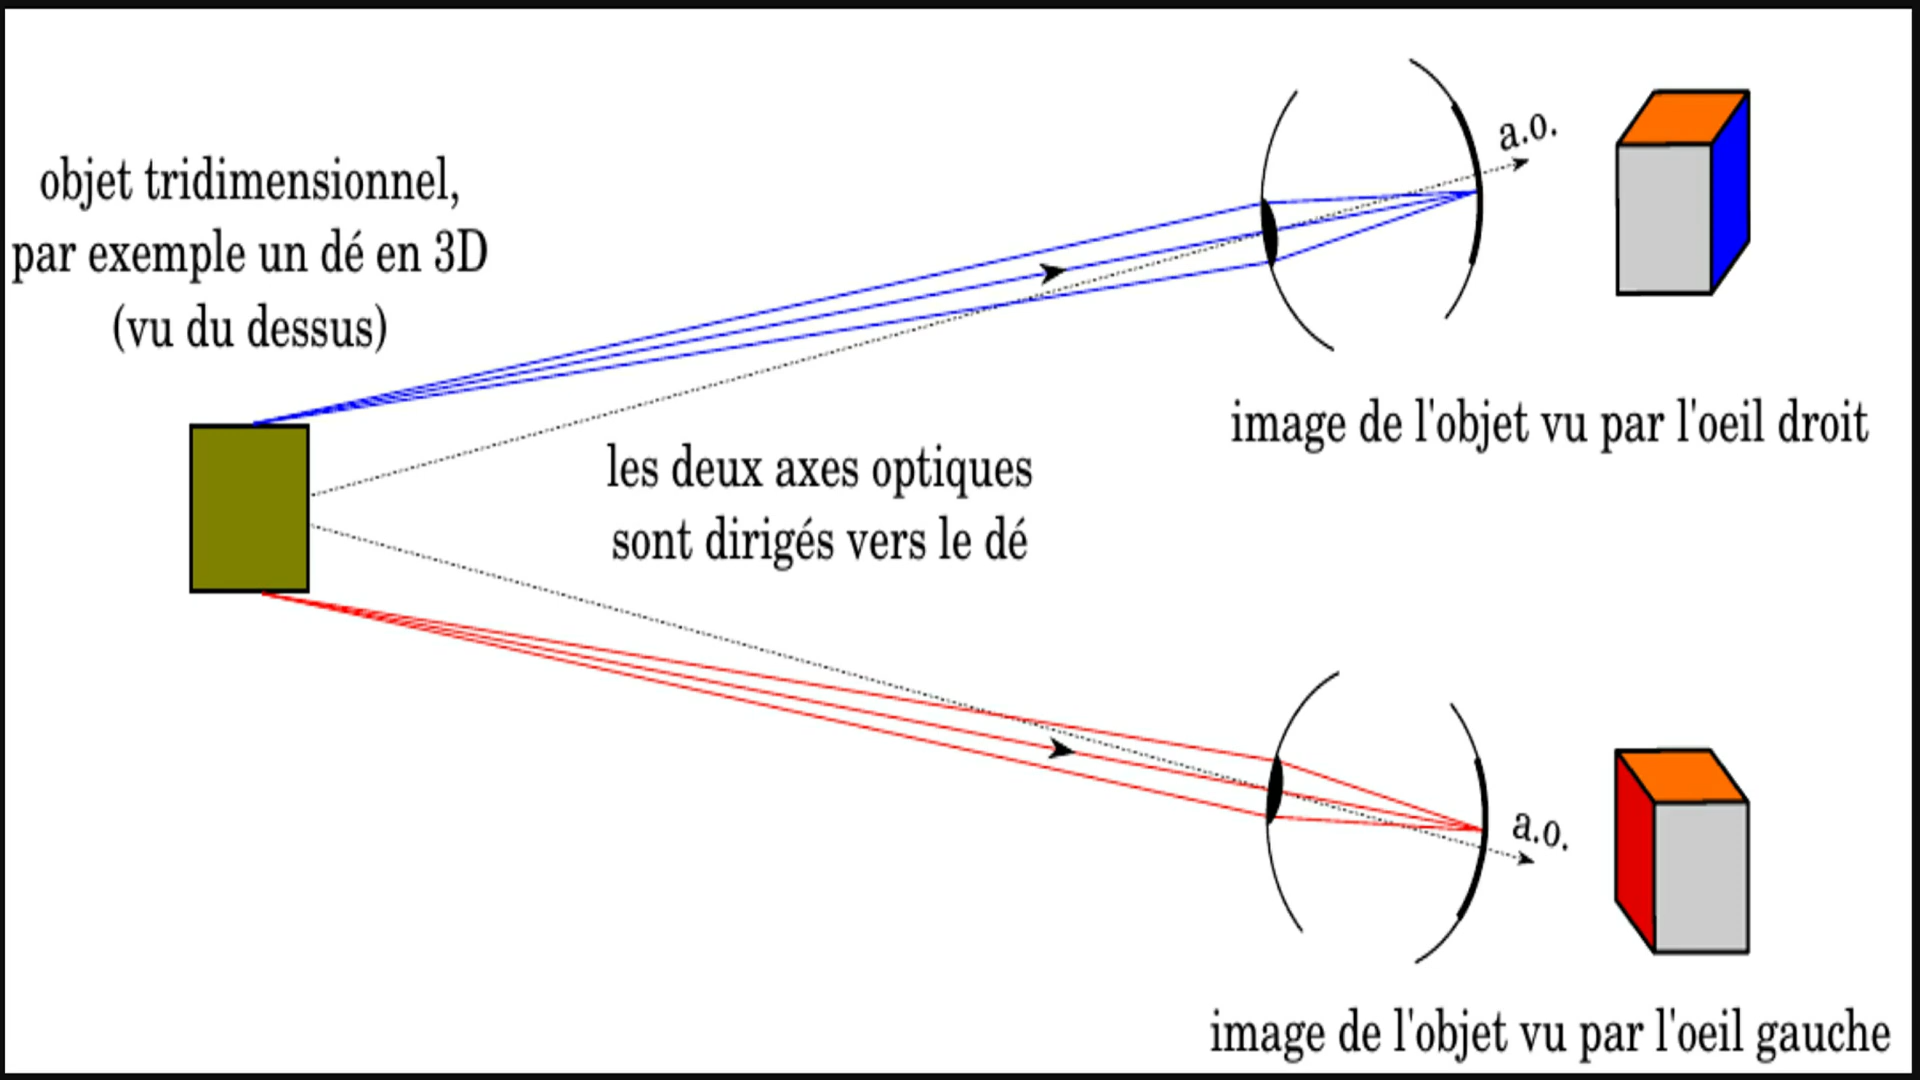 objet tridimensionnel,
par exemple un dé en 3D
(vu du dessus)
a.o.
image de l'objet vu par l'oeil droit
les deux axes optiques
sont dirigés vers le dé
a.o.
image de l'objet vu par l'oeil gauche